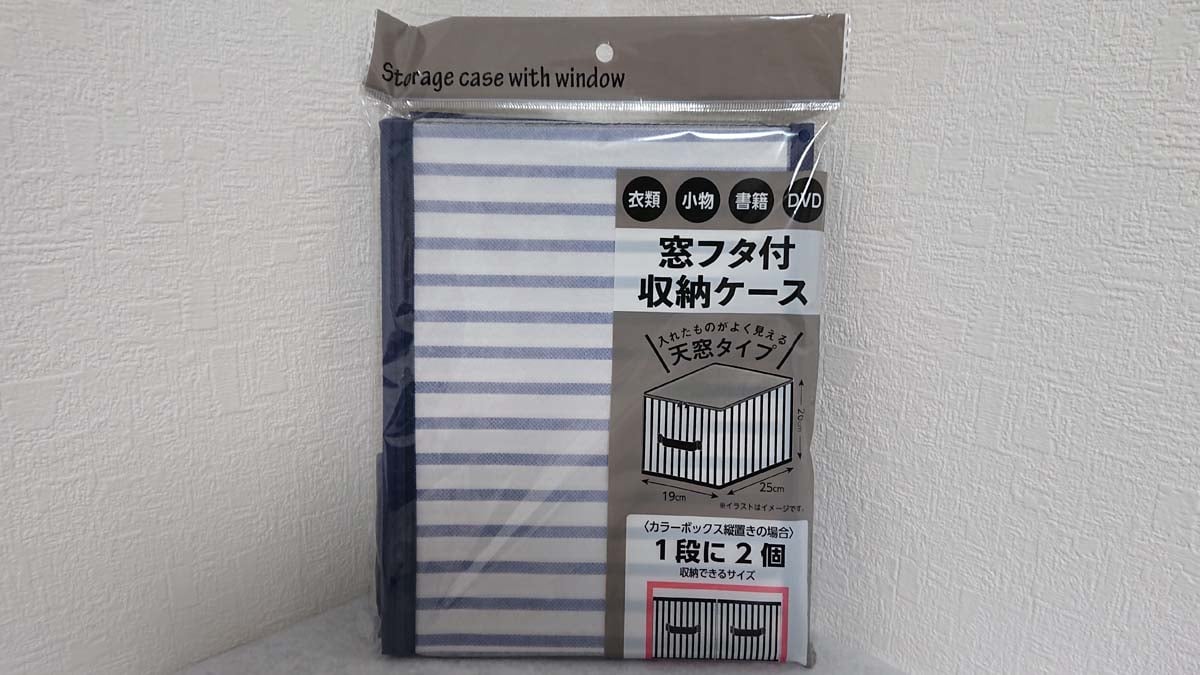 Storage case with window
衣類 小物 書籍 DVD
窓フタ付
収納ケース
入れたものがよく見える
天窓タイプ
20cm
19cm
25cm
※イラストはイメージです。
〈カラーボックス縦置きの場合〉
1段に2個
収納できるサイズ